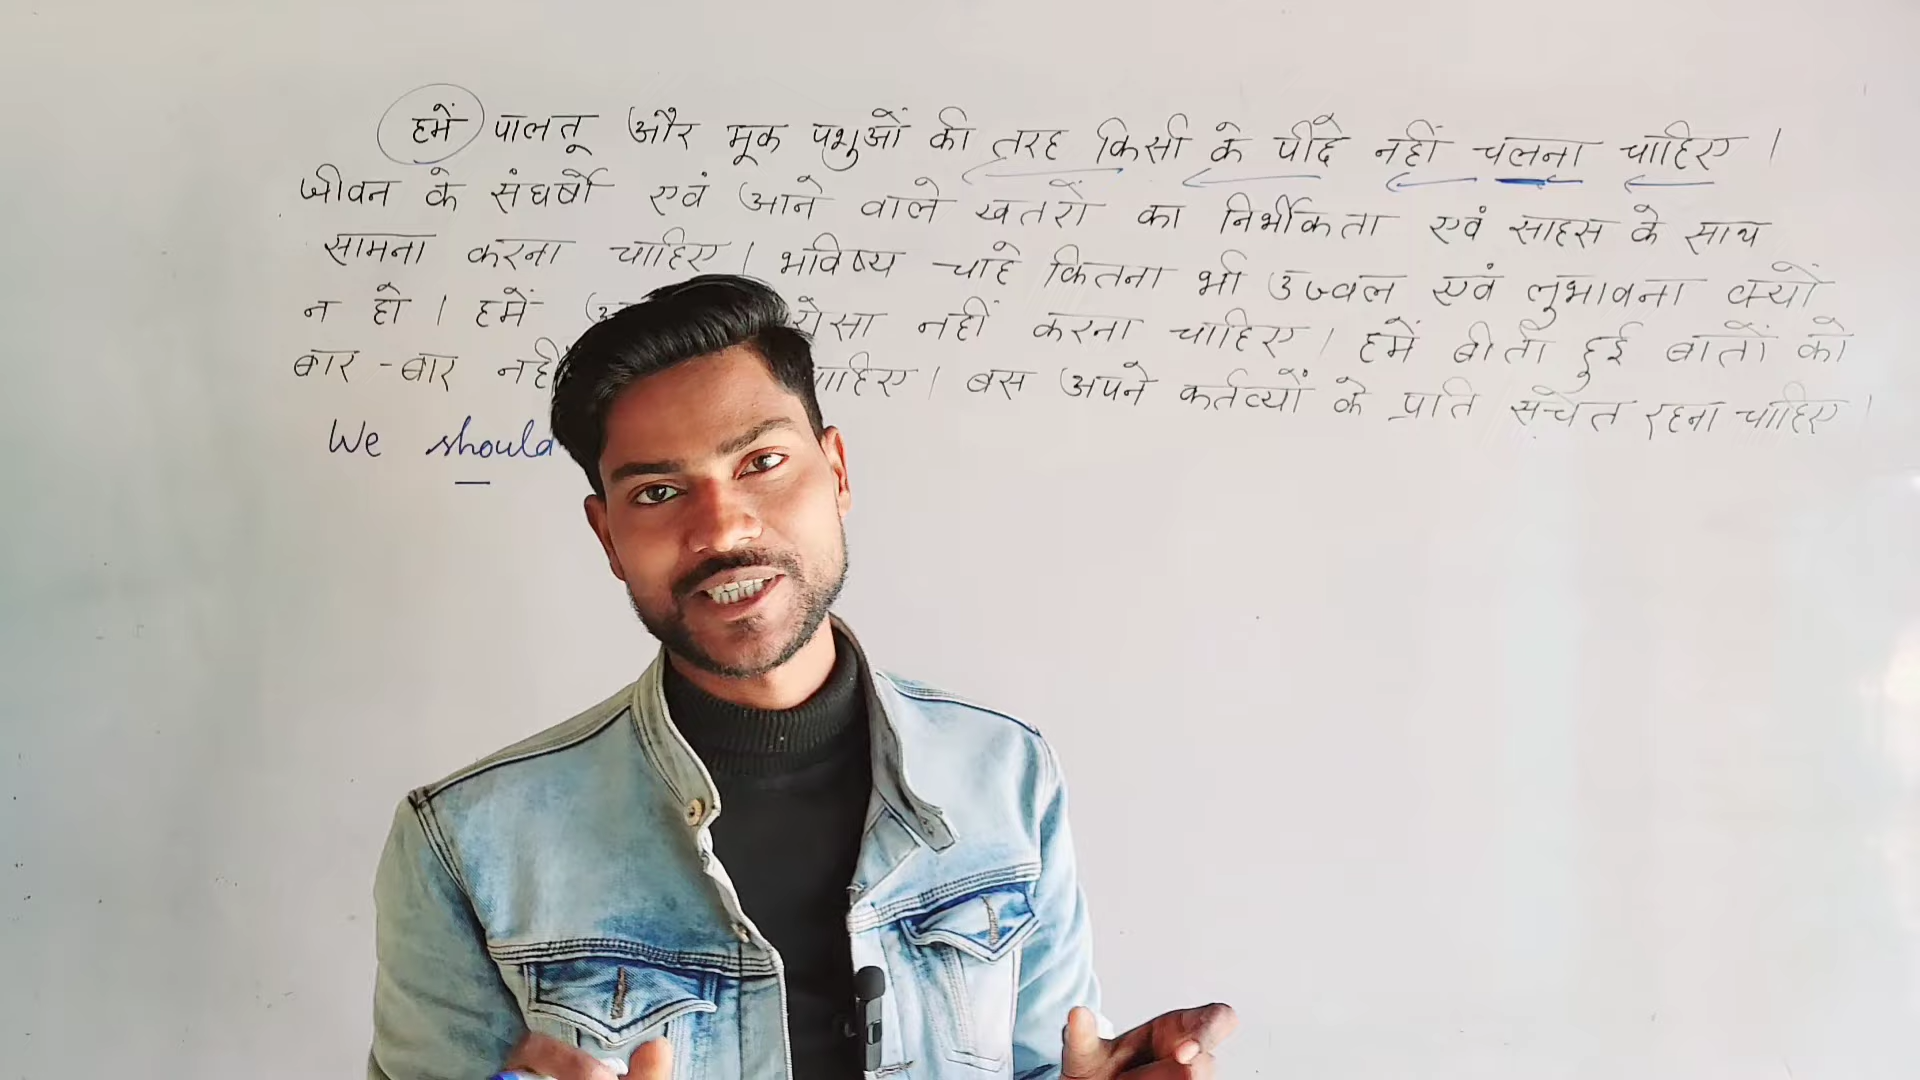 हमें पालतू और मूक पशुओं की तरह किसी के पीछे नहीं चलना चाहिए।
जीवन के संघर्षों एवं आने वाले खतरों का निर्भीकता एवं साहस के साथ
सामना करना चाहिए। भविष्य चाहे कितना भी उज्वल एवं लुभावना क्यों
न हो। हमें नहीं करना चाहिए। हमें बीती हुई बातों को
बार-बार नहीं बस अपने कर्तव्यों के प्रति सचेत रहना चाहिए।
We should